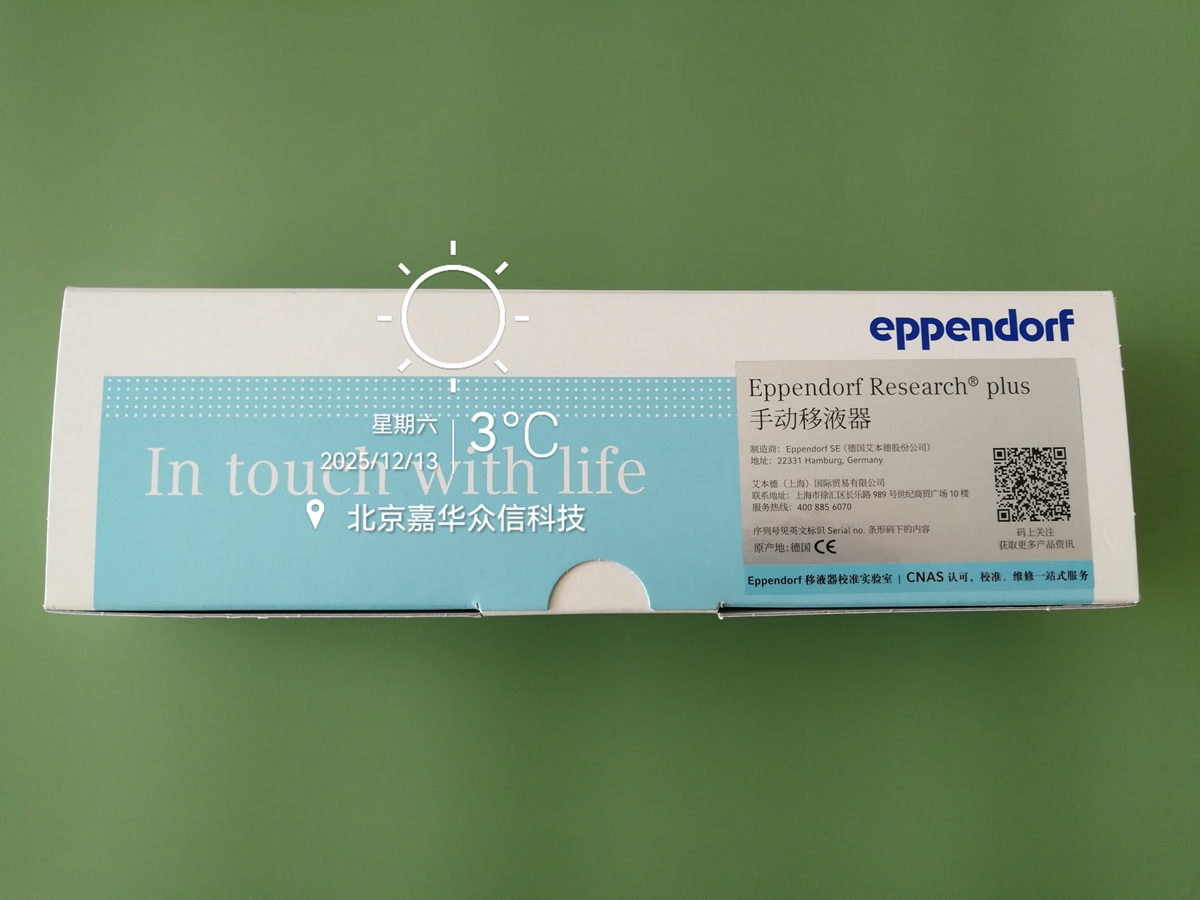 eppendorf
星期六
3°C
2025/12/13
In touch with life
北京嘉华众信科技
Eppendorf Research® plus
手动移液器
制造商：Eppendorf SE（德国艾本德股份公司）
地址：22331 Hamburg, Germany
艾本德（上海）国际贸易有限公司
联系地址：上海市徐汇区长乐路 989 号世纪商贸广场 10 楼
服务热线：400 885 6070
序列号见英文标识 Serial no. 条形码下的内容
原产地：德国 CE
码上关注
获取更多产品资讯
Eppendorf 移液器校准实验室 | CNAS 认可，校准、维修一站式服务